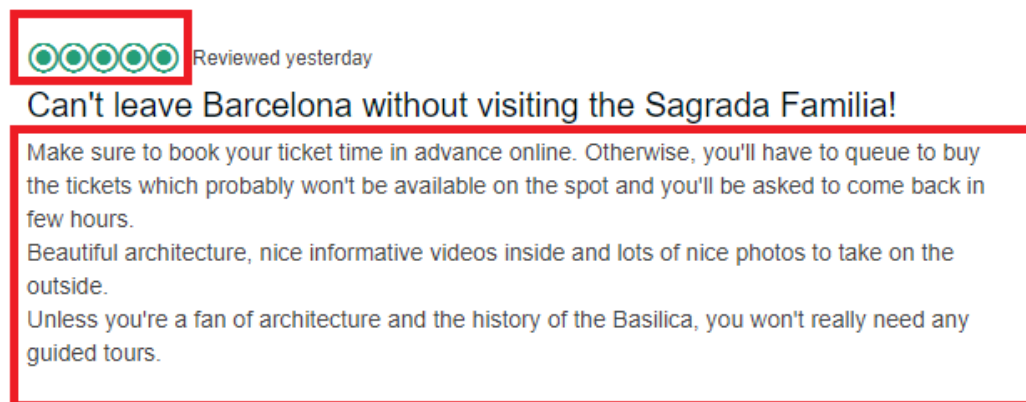 Reviewed yesterday
Can't leave Barcelona without visiting the Sagrada Familia!
Make sure to book your ticket time in advance online. Otherwise, you'll have to queue to buy
the tickets which probably won't be available on the spot and you'll be asked to come back in
few hours.
Beautiful architecture, nice informative videos inside and lots of nice photos to take on the
outside.
Unless you're a fan of architecture and the history of the Basilica, you won't really need any
guided tours.